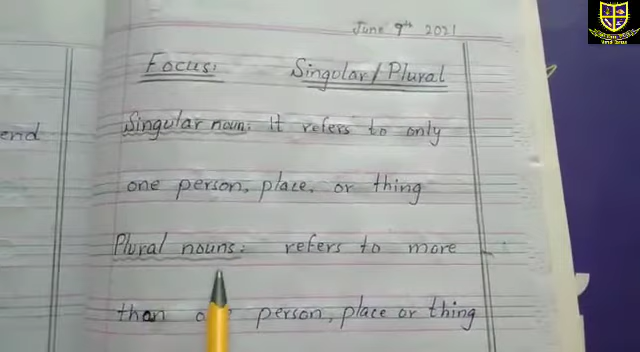 June 9th 2021
Focus: Singolar/Plural
end
Singular noun: It refers to only
one person, place, or thing
Plural nouns: refers to more
than person, place or thing